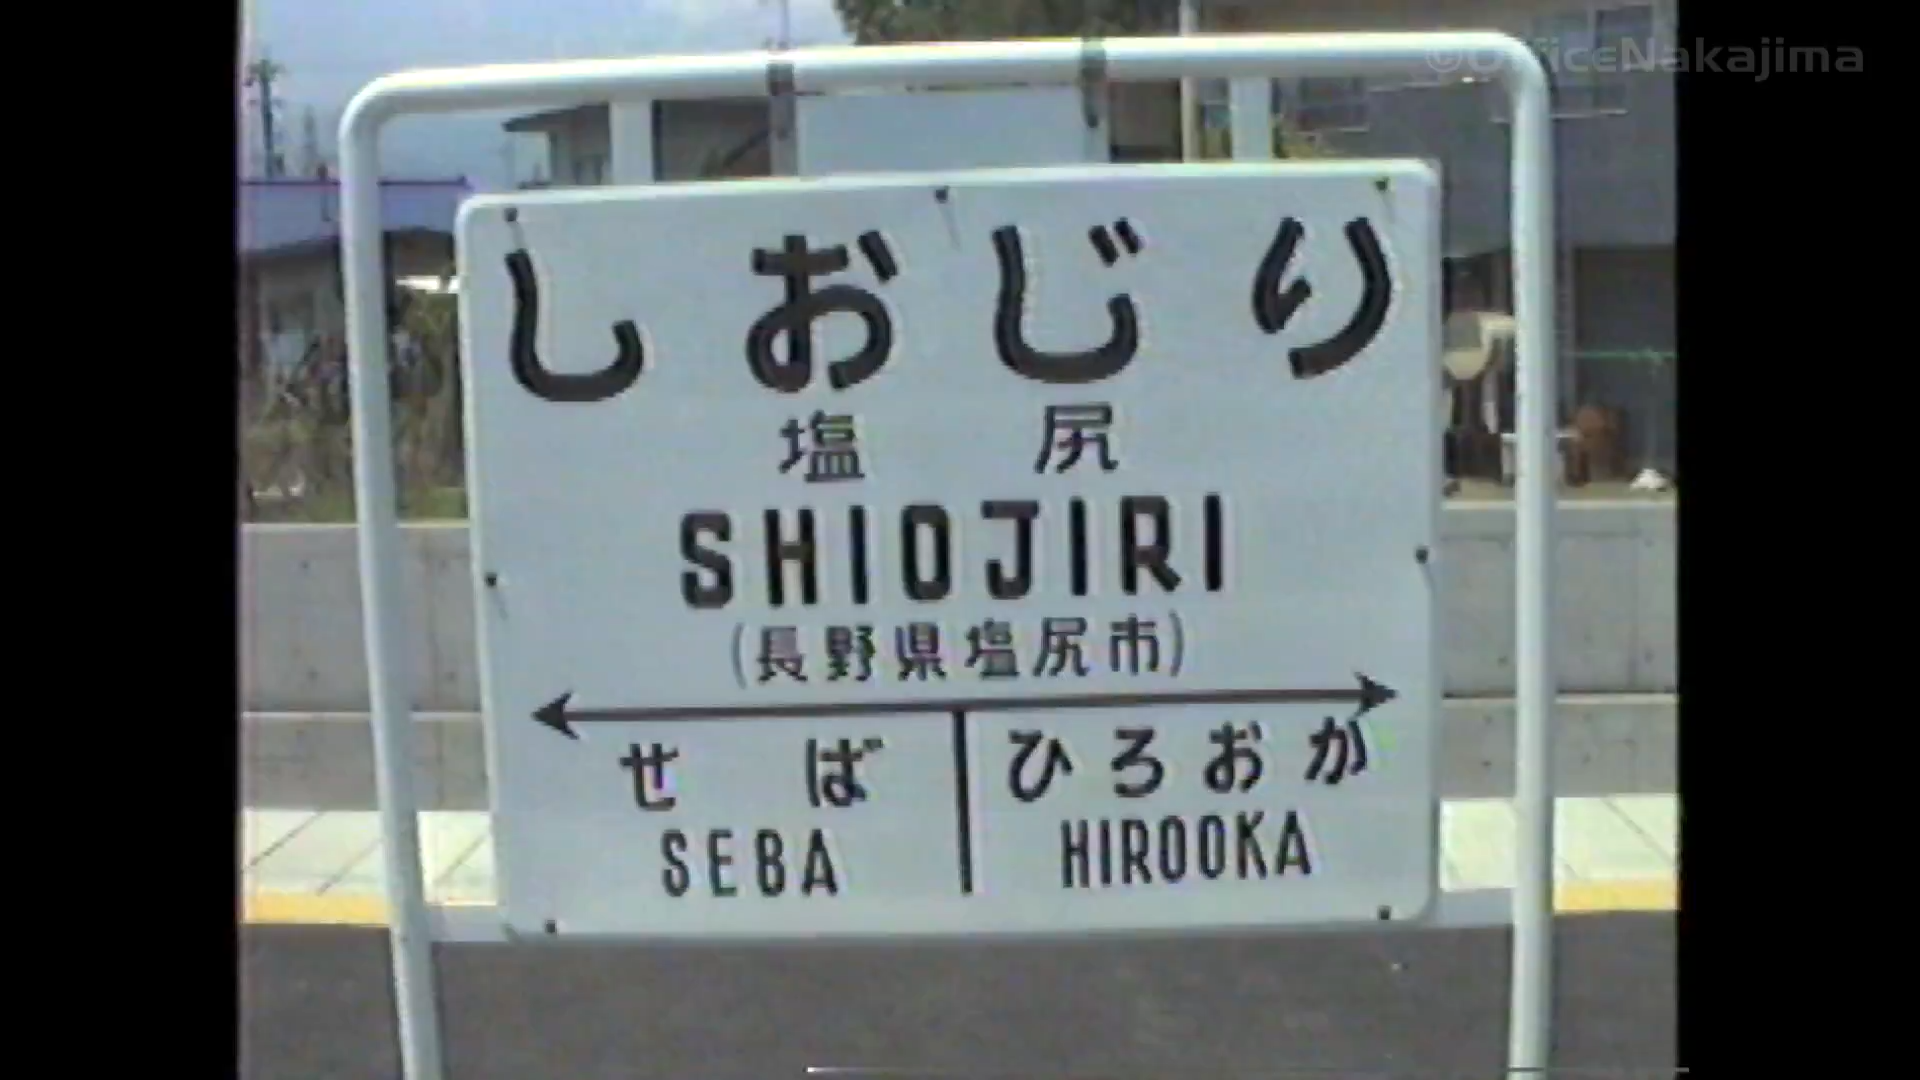 ©OfficeNakajima
しおじり
塩尻
SHIOJIRI
(長野県塩尻市)
せば ひろおか
SEBA HIROOKA